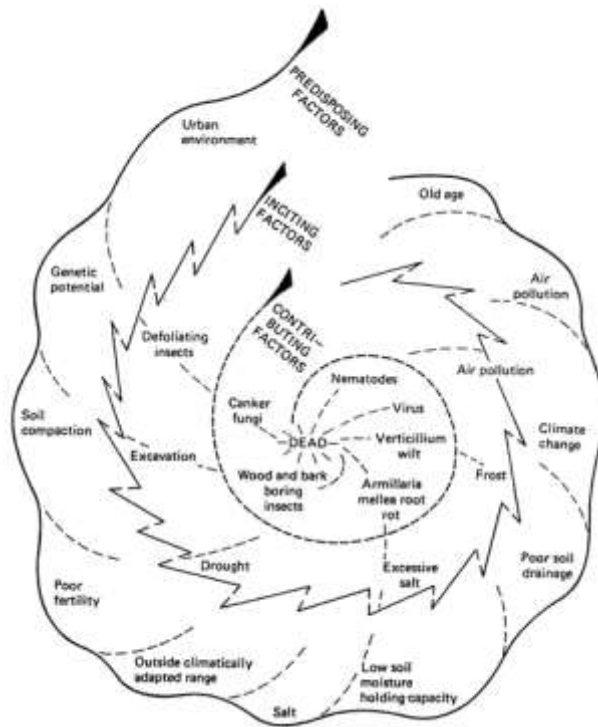 PREDISPOSING
FACTORS
Urban
environment
INCITING
FACTORS
Old age
Genetic
potential
Air
pollution
CONTRI-
BUTING
FACTORS
Defoliating
insects
Air pollution
Nematodes
Canker
fungi
Virus
Soil
compaction
Climate
change
DEAD
Verticillium
wilt
Excavation
Wood and bark
boring
insects
Armillaria
mellea root
rot
Frost
Drought
Excessive
salt
Poor soil
drainage
Poor
fertility
Outside climatically
adapted range
Low soil
moisture
holding capacity
Salt